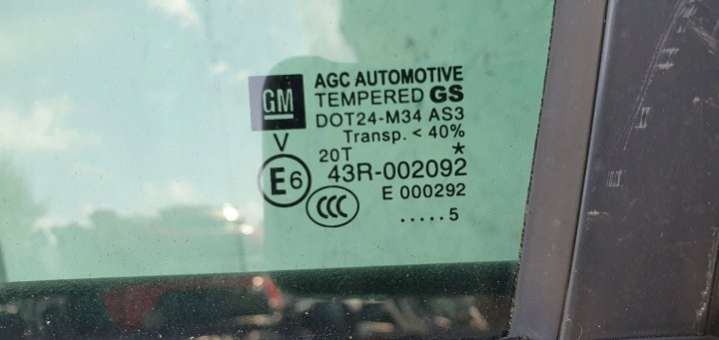 GM
AGC AUTOMOTIVE
TEMPERED GS
DOT24-M34 AS3
Transp. < 40%
V
20T *
E6 43R-002092
CCC E 000292
.....5